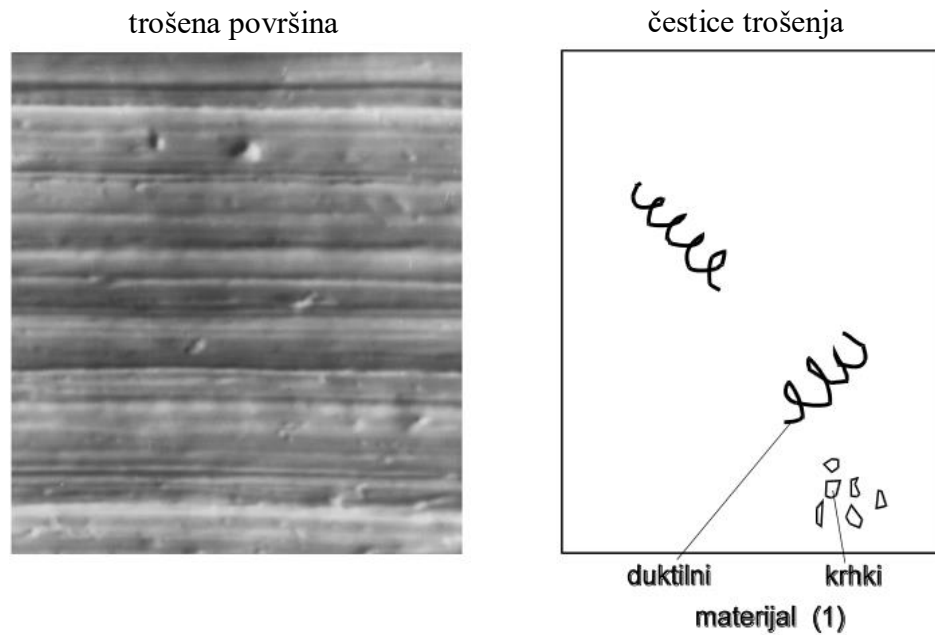 trošena površina
čestice trošenja
duktilni
krhki
materijal (1)